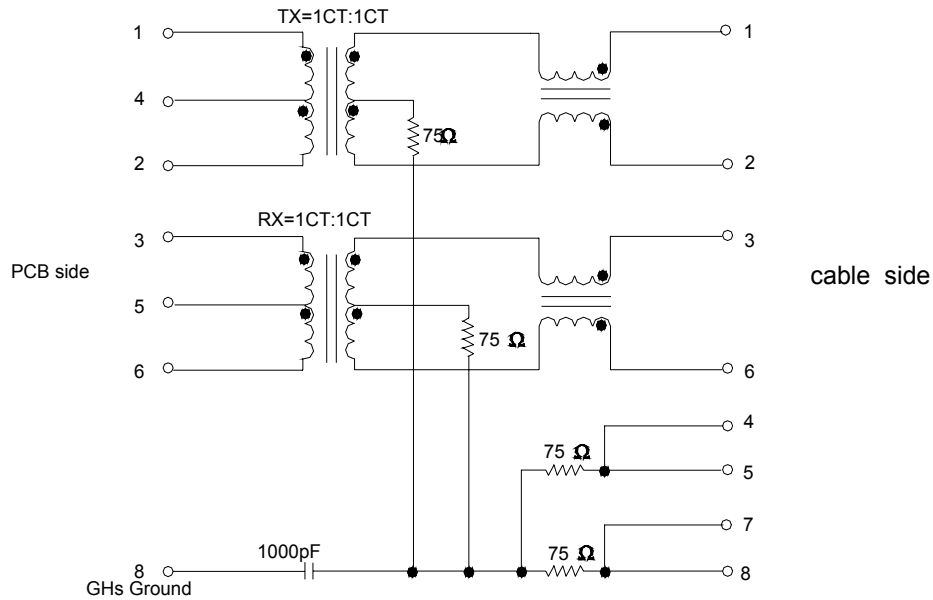 TX=1CT:1CT
1
1
4
75Ω
2
2
RX=1CT:1CT
3
3
PCB side
cable side
5
75 Ω
6
6
4
75 Ω
5
7
1000pF
75 Ω
8
8
GHs Ground